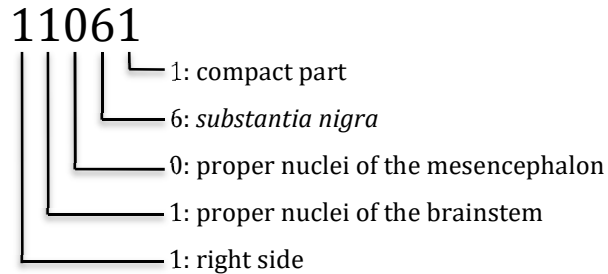 11061
1: compact part
6: substantia nigra
0: proper nuclei of the mesencephalon
1: proper nuclei of the brainstem
1: right side